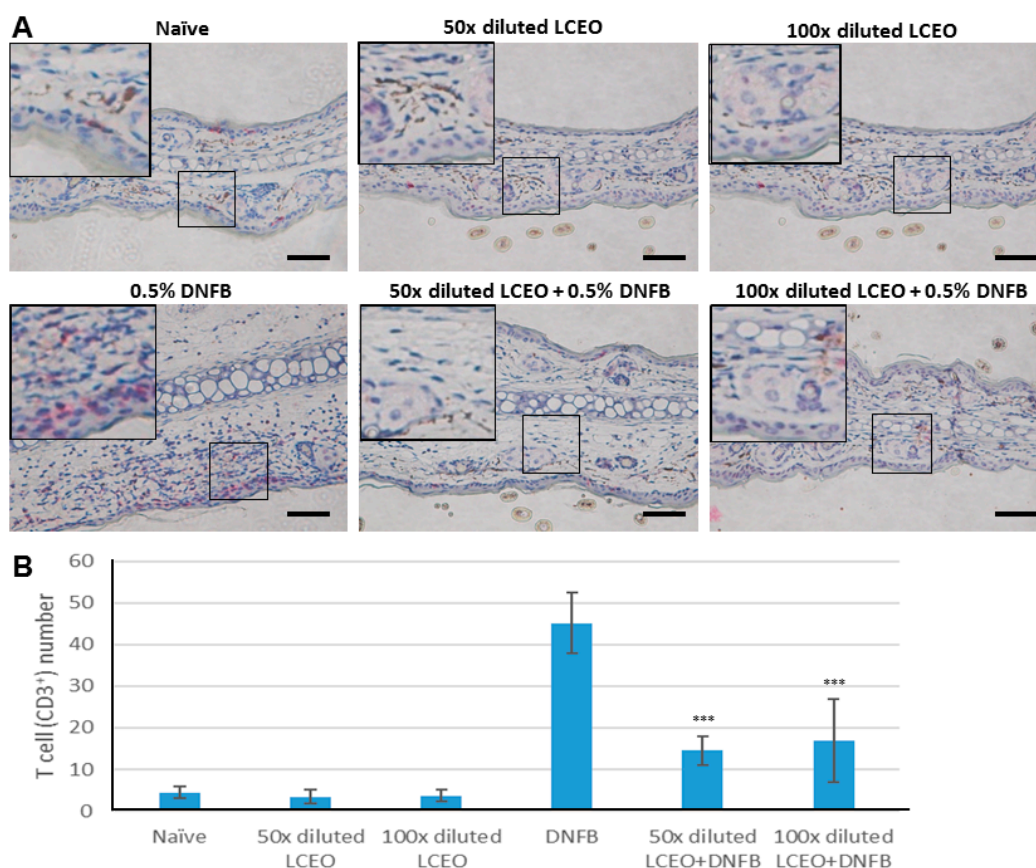 A
Naïve
50x diluted LCEO
100x diluted LCEO
0.5% DNFB
50x diluted LCEO + 0.5% DNFB
100x diluted LCEO + 0.5% DNFB
B
T cell (CD3⁺) number
60
50
40
30
20
10
0
***
***
Naïve
50x diluted
LCEO
100x diluted
LCEO
DNFB
50x diluted
LCEO+DNFB
100x diluted
LCEO+DNFB